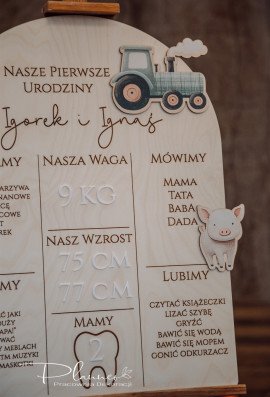 Nasze Pierwsze
Urodziny
Igorek i Ignaś
Nasza Waga
9 KG
Nasz Wzrost
75 CM
77 CM
Mamy
2
Mówimy
Mama
Tata
Baba
Dada
Lubimy
Czytać książeczki
Lizać szybę
Gryźć
Bawić się wodą
Bawić się mopem
Gonić odkurzacz
Planner
Pracownia Dekoracji